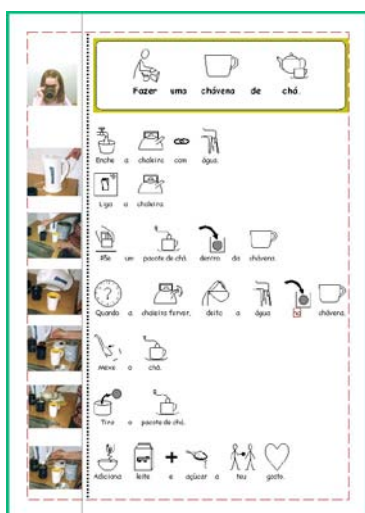 Fazer uma chávena de chá.
Enche a chaleira com água.
Liga a chaleira.
Põe um pacote de chá dentro da chávena.
Quando a chaleira ferver, deita a água na chávena.
Mexe o chá.
Tira o pacote de chá.
Adiciona leite e açúcar a teu gosto.